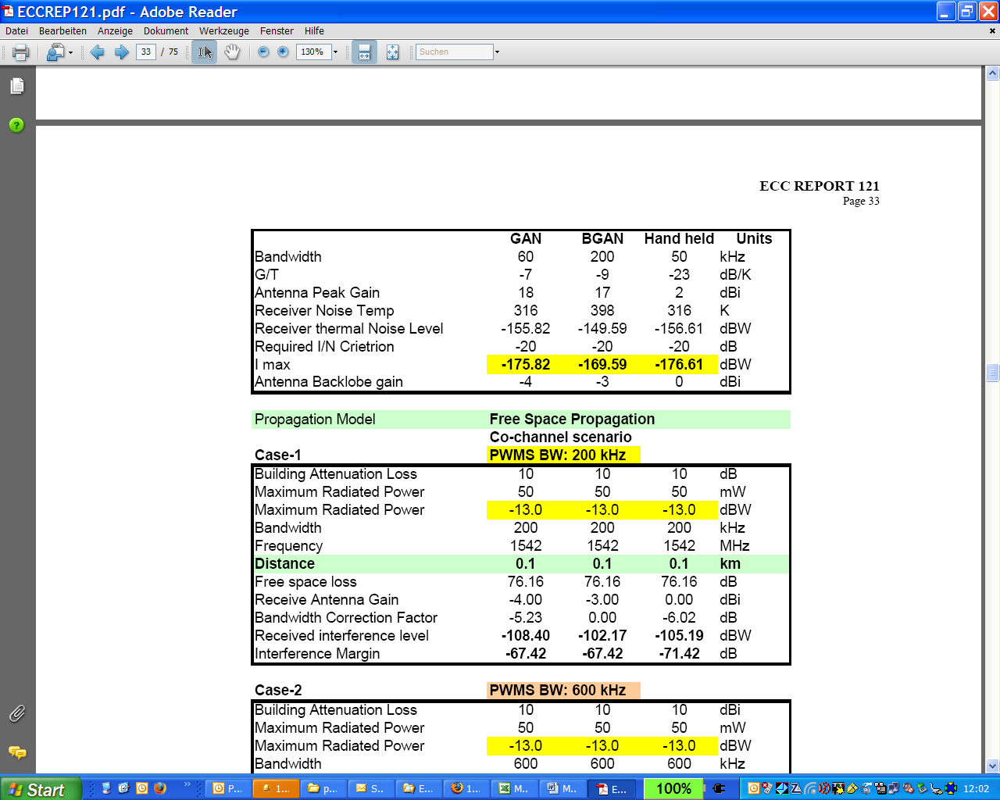 ECCREP121.pdf - Adobe Reader
Datei Bearbeiten Anzeige Dokument Werkzeuge Fenster Hilfe
33 / 75 130% Suchen
ECC REPORT 121
Page 33
GAN BGAN Hand held Units
Bandwidth 60 200 50 kHz
G/T -7 -9 -23 dB/K
Antenna Peak Gain 18 17 2 dBi
Receiver Noise Temp 316 398 316 K
Receiver thermal Noise Level -155.82 -149.59 -156.61 dBW
Required I/N Crietrion -20 -20 -20 dB
I max -175.82 -169.59 -176.61 dBW
Antenna Backlobe gain -4 -3 0 dBi
Propagation Model Free Space Propagation
Co-channel scenario
Case-1 PWMS BW: 200 kHz
Building Attenuation Loss 10 10 10 dB
Maximum Radiated Power 50 50 50 mW
Maximum Radiated Power -13.0 -13.0 -13.0 dBW
Bandwidth 200 200 200 kHz
Frequency 1542 1542 1542 MHz
Distance 0.1 0.1 0.1 km
Free space loss 76.16 76.16 76.16 dB
Receive Antenna Gain -4.00 -3.00 0.00 dBi
Bandwidth Correction Factor -5.23 0.00 -6.02 dB
Received interference level -108.40 -102.17 -105.19 dBW
Interference Margin -67.42 -67.42 -71.42 dB
Case-2 PWMS BW: 600 kHz
Building Attenuation Loss 10 10 10 dBi
Maximum Radiated Power 50 50 50 mW
Maximum Radiated Power -13.0 -13.0 -13.0 dBW
Bandwidth 600 600 600 kHz
Start P... 1... p... S... E... 1... M... M... E... 100% 12:02